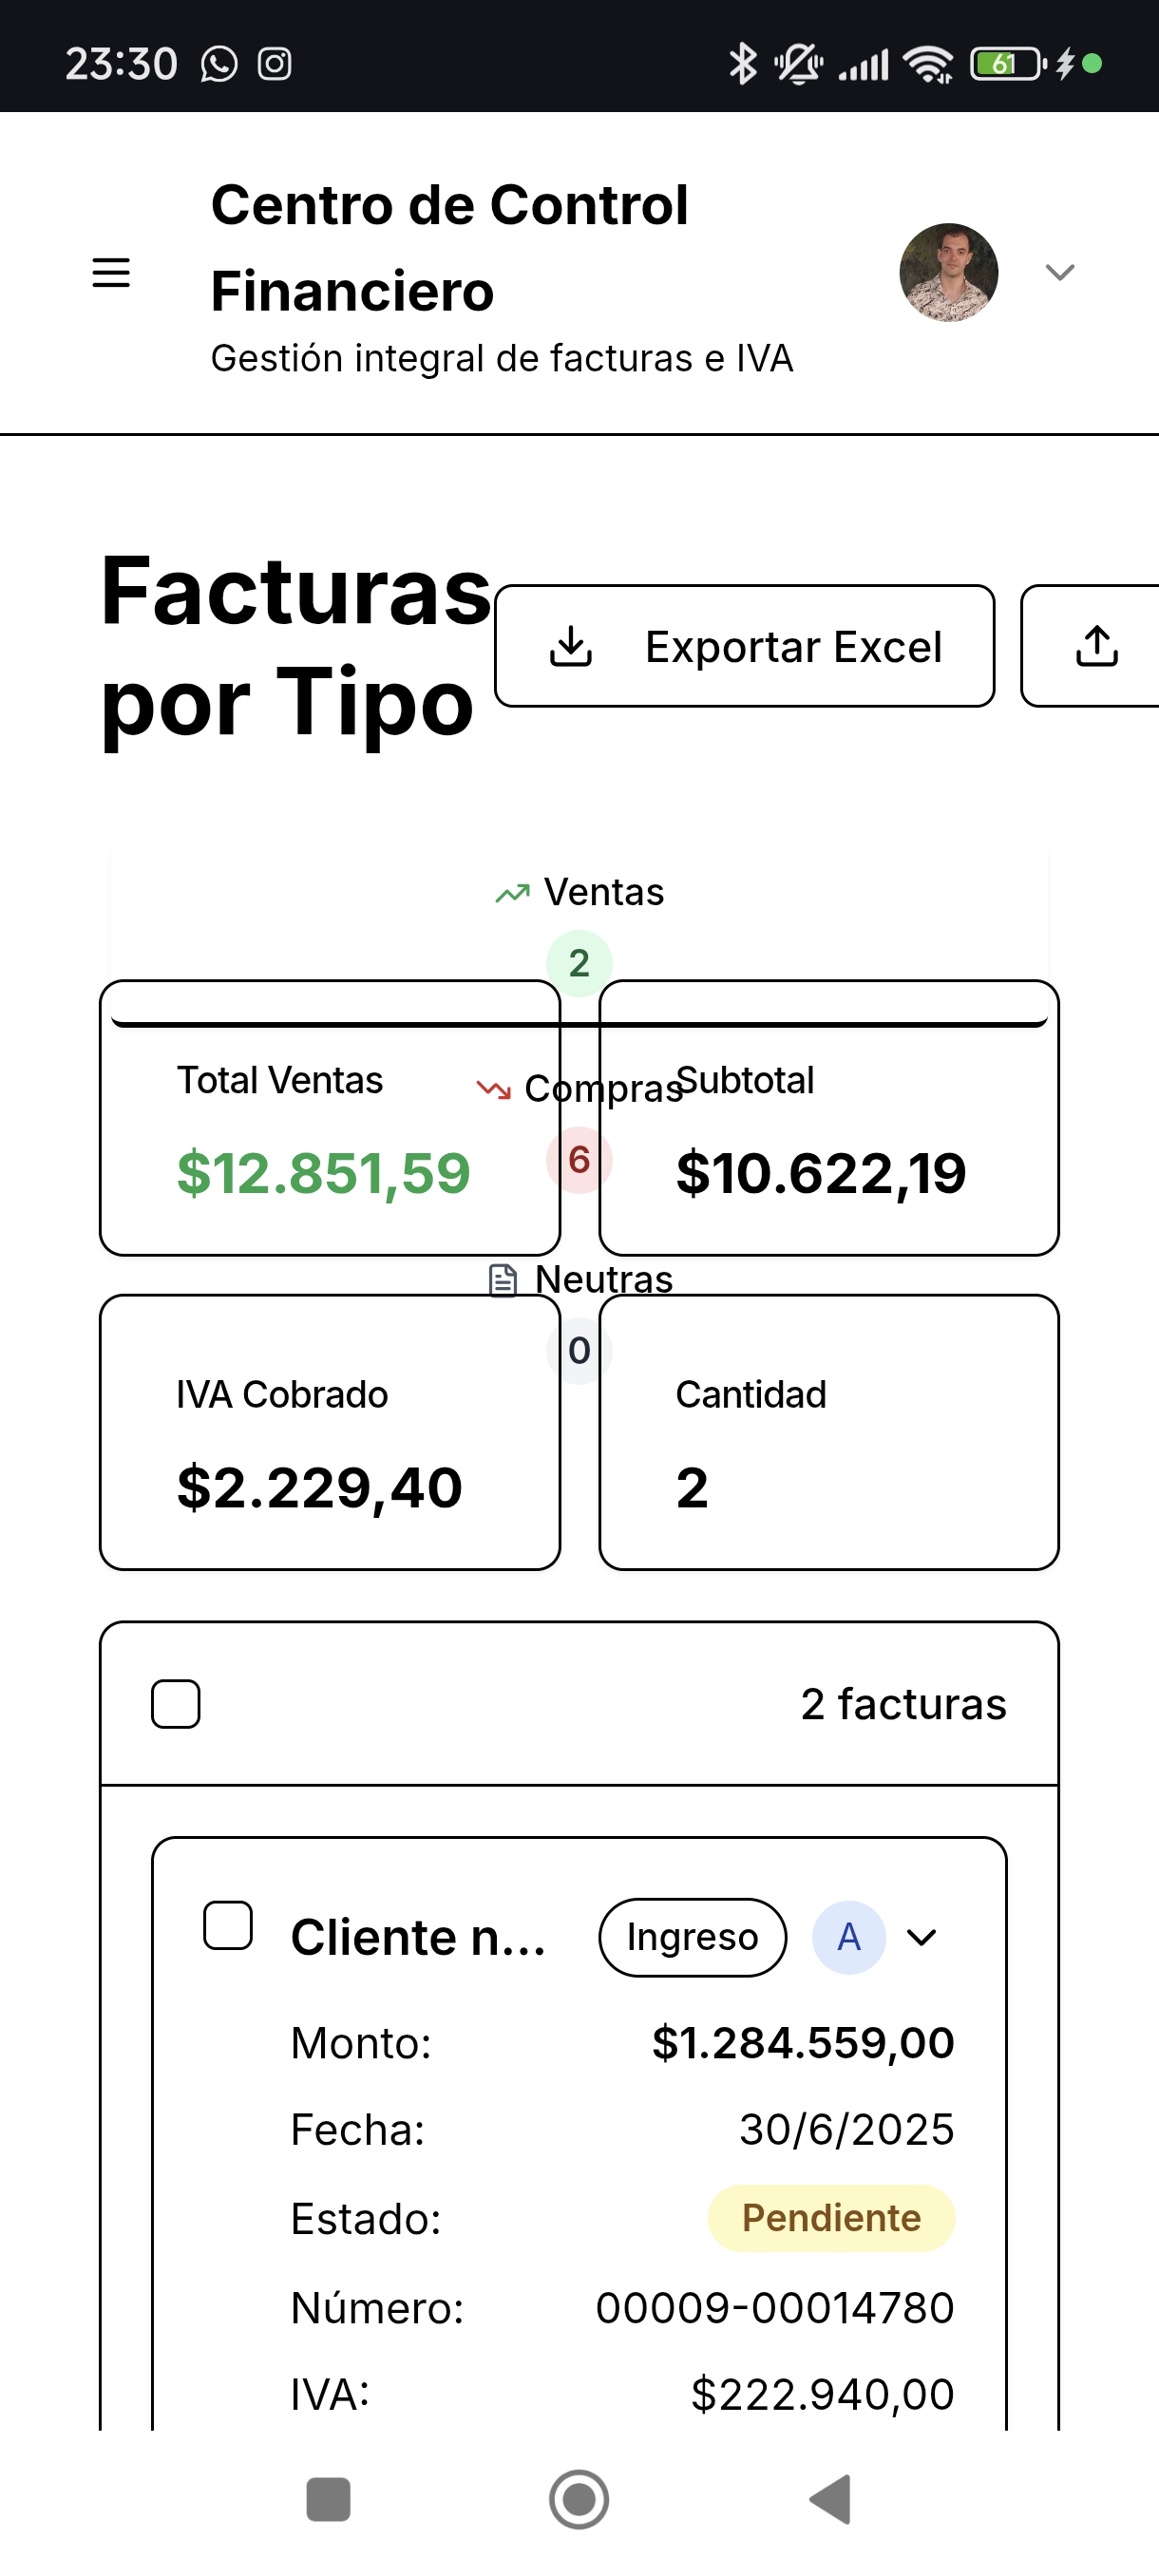 23:30
61
Centro de Control
Financiero
Gestión integral de facturas e IVA
Facturas
por Tipo
Exportar Excel
Ventas
2
Total Ventas
Compras
Subtotal
$12.851,59
6
$10.622,19
Neutras
0
IVA Cobrado
Cantidad
$2.229,40
2
2 facturas
Cliente n...
Ingreso
A
Monto:
$1.284.559,00
Fecha:
30/6/2025
Estado:
Pendiente
Número:
00009-00014780
IVA:
$222.940,00